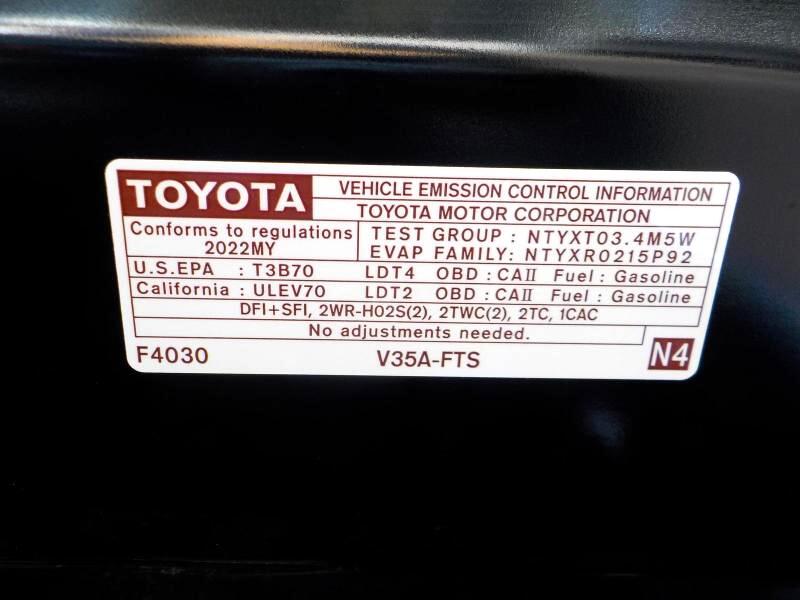 TOYOTA VEHICLE EMISSION CONTROL INFORMATION
TOYOTA MOTOR CORPORATION
Conforms to regulations
2022MY
TEST GROUP : NTYXT03.4M5W
EVAP FAMILY: NTYXR0215P92
U.S.EPA : T3B70 LDT4 OBD : CAII Fuel : Gasoline
California : ULEV70 LDT2 OBD : CAII Fuel : Gasoline
DFI+SFI, 2WR-HO2S(2), 2TWC(2), 2TC, 1CAC
No adjustments needed.
F4030 V35A-FTS N4